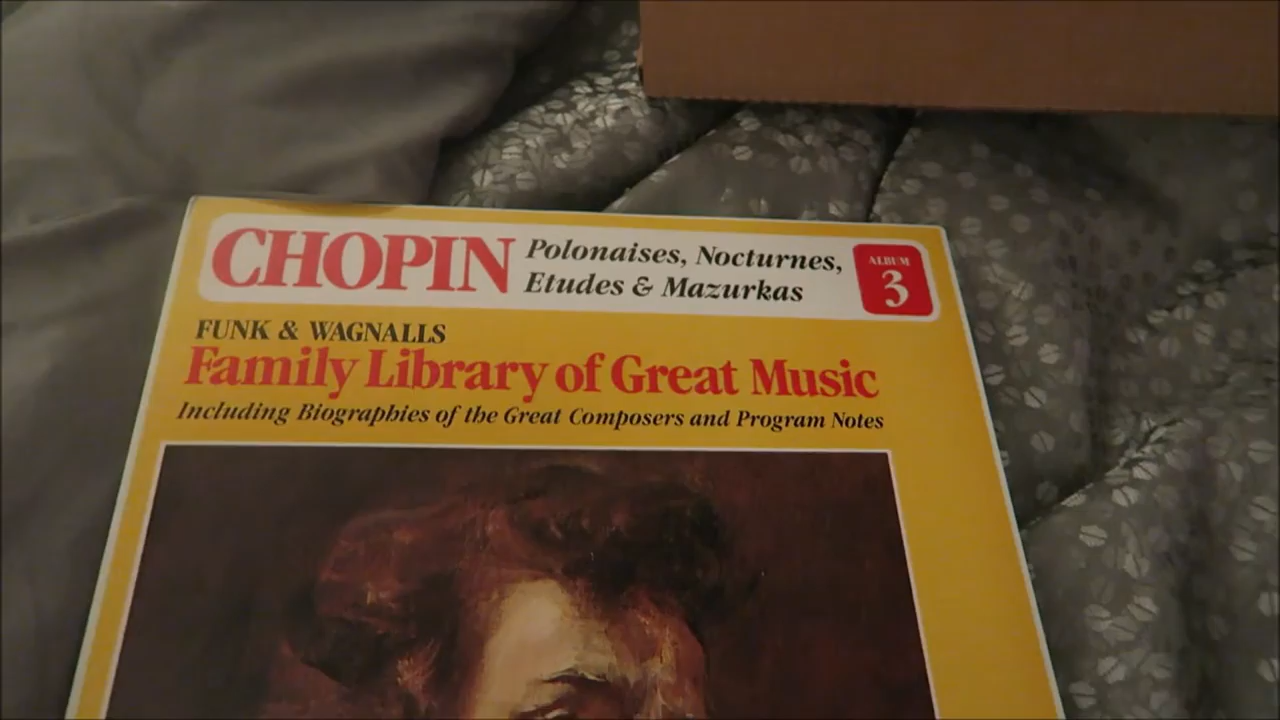 CHOPIN
Polonaises, Nocturnes,
Etudes & Mazurkas
ALBUM
3
FUNK & WAGNALLS
Family Library of Great Music
Including Biographies of the Great Composers and Program Notes